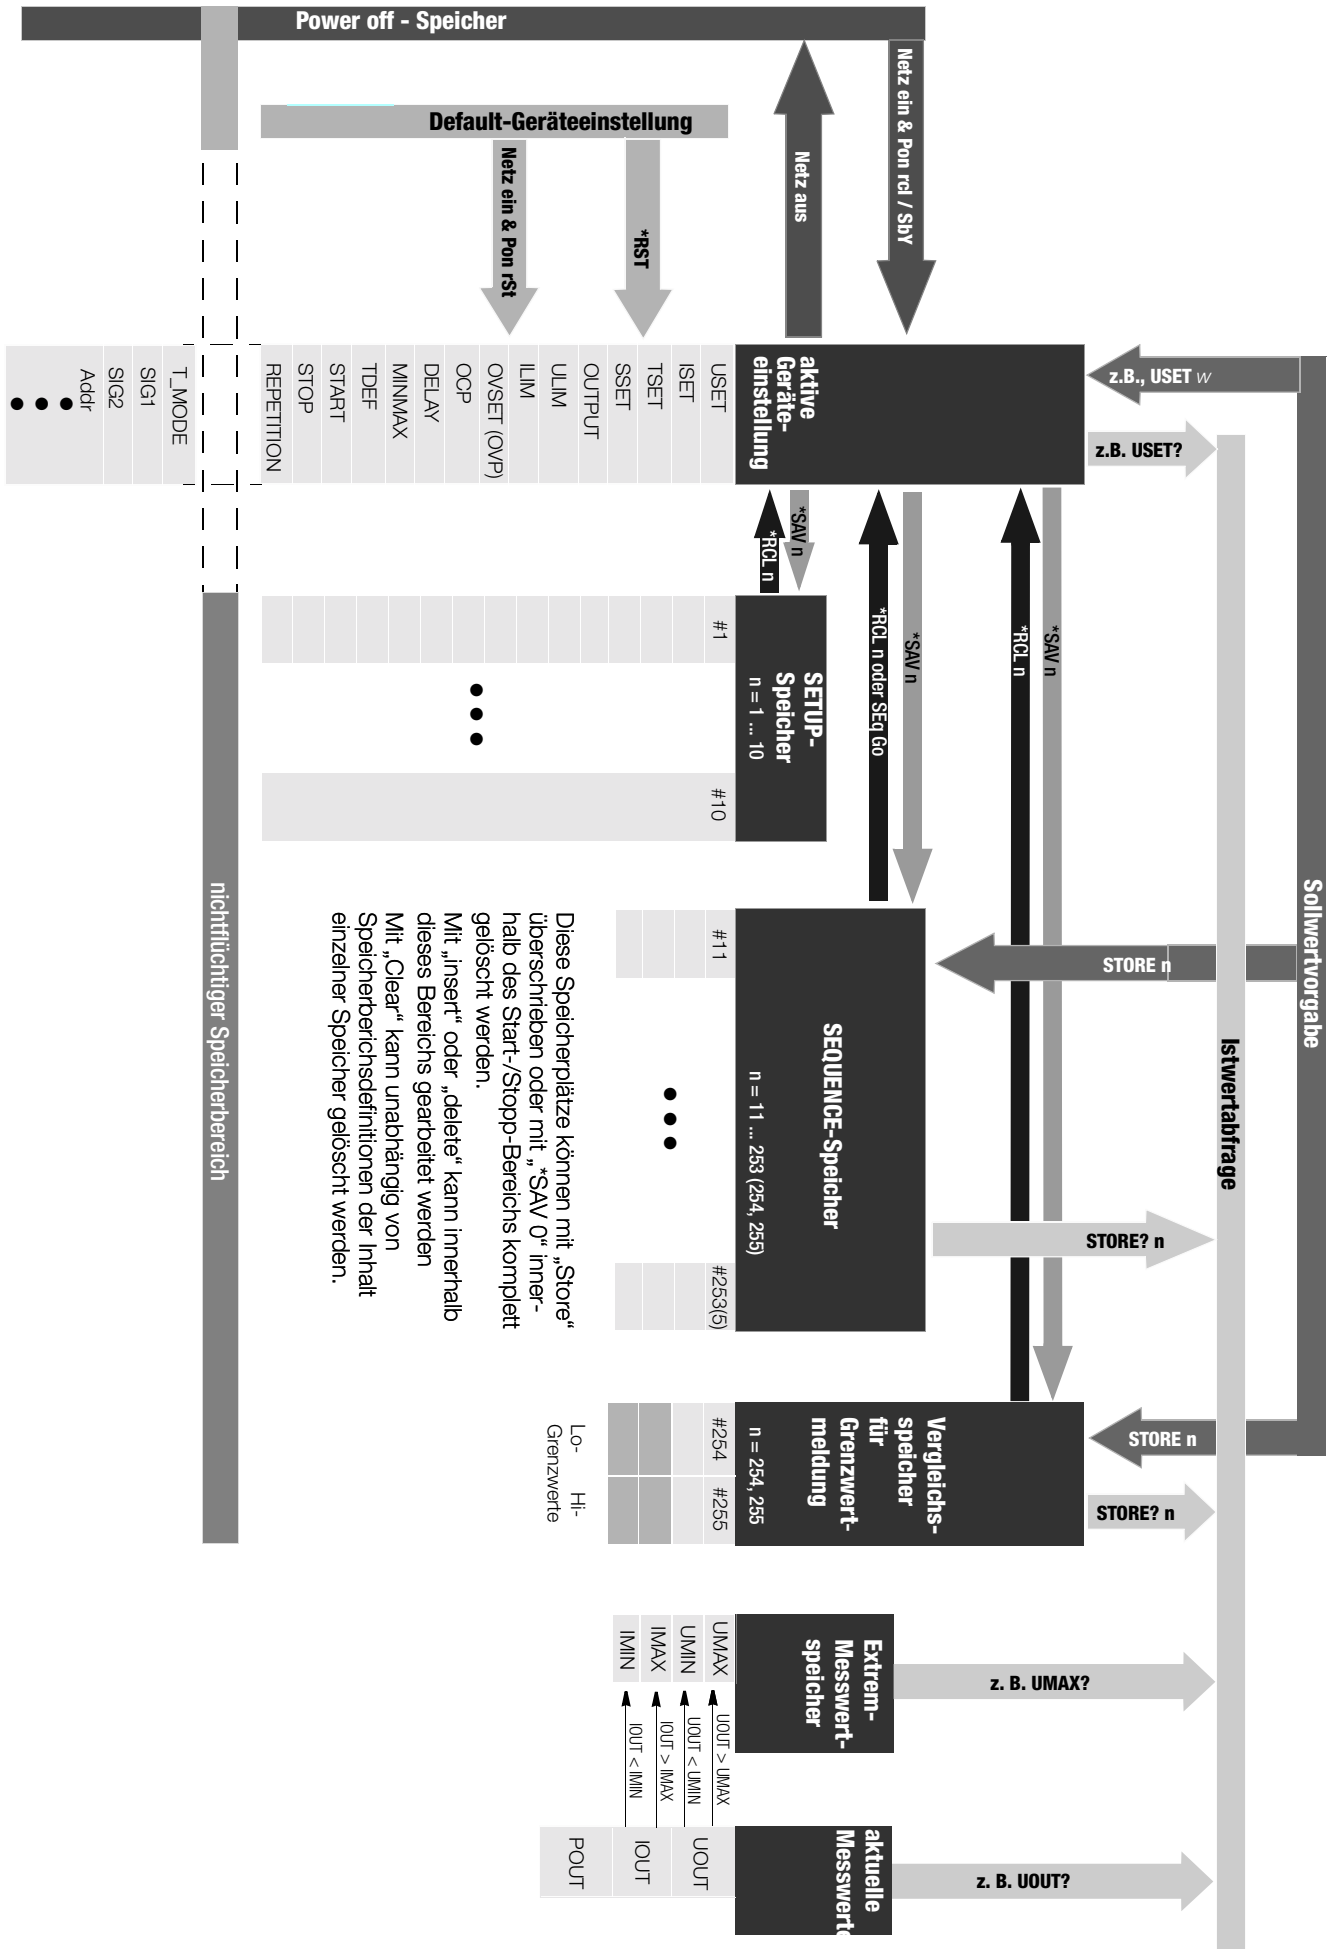 Power off - Speicher
Netz ein & Pon rcl / SbY
Netz aus
Default-Geräteeinstellung
Netz ein & Pon rSt
*RST
aktive
Geräte-
einstellung
USET
ISET
TSET
SSET
OUTPUT
ULIM
ILIM
OVSET (OVP)
OCP
DELAY
MINMAX
TDEF
START
STOP
REPETITION
T_MODE
SIG1
SIG2
Addr
z.B., USET w
z.B. USET?
*SAV n
*RCL n
*SAV n
*RCL n oder SEq Go
*SAV n
*RCL n
SETUP-
Speicher
n = 1 ... 10
#1
#10
SEQUENCE-Speicher
n = 11 ... 253 (254, 255)
#11
#253(5)
Diese Speicherplätze können mit „Store“
überschrieben oder mit „*SAV 0“ inner-
halb des Start-/Stopp-Bereichs komplett
gelöscht werden.
Mit „insert“ oder „delete“ kann innerhalb
dieses Bereichs gearbeitet werden
Mit „Clear“ kann unabhängig von
Speicherberichsdefinitionen der Inhalt
einzelner Speicher gelöscht werden.
nichtflüchtiger Speicherbereich
Sollwertvorgabe
Istwertabfrage
STORE n
STORE? n
Vergleichs-
speicher
für
Grenzwert-
meldung
n = 254, 255
#254
#255
Lo- Hi-
Grenzwerte
STORE n
STORE? n
Extrem-
Messwert-
speicher
UMAX
UMIN
IMAX
IMIN
z. B. UMAX?
UOUT > UMAX
UOUT < UMIN
IOUT > IMAX
IOUT < IMIN
aktuelle
Messwerte
UOUT
IOUT
POUT
z. B. UOUT?